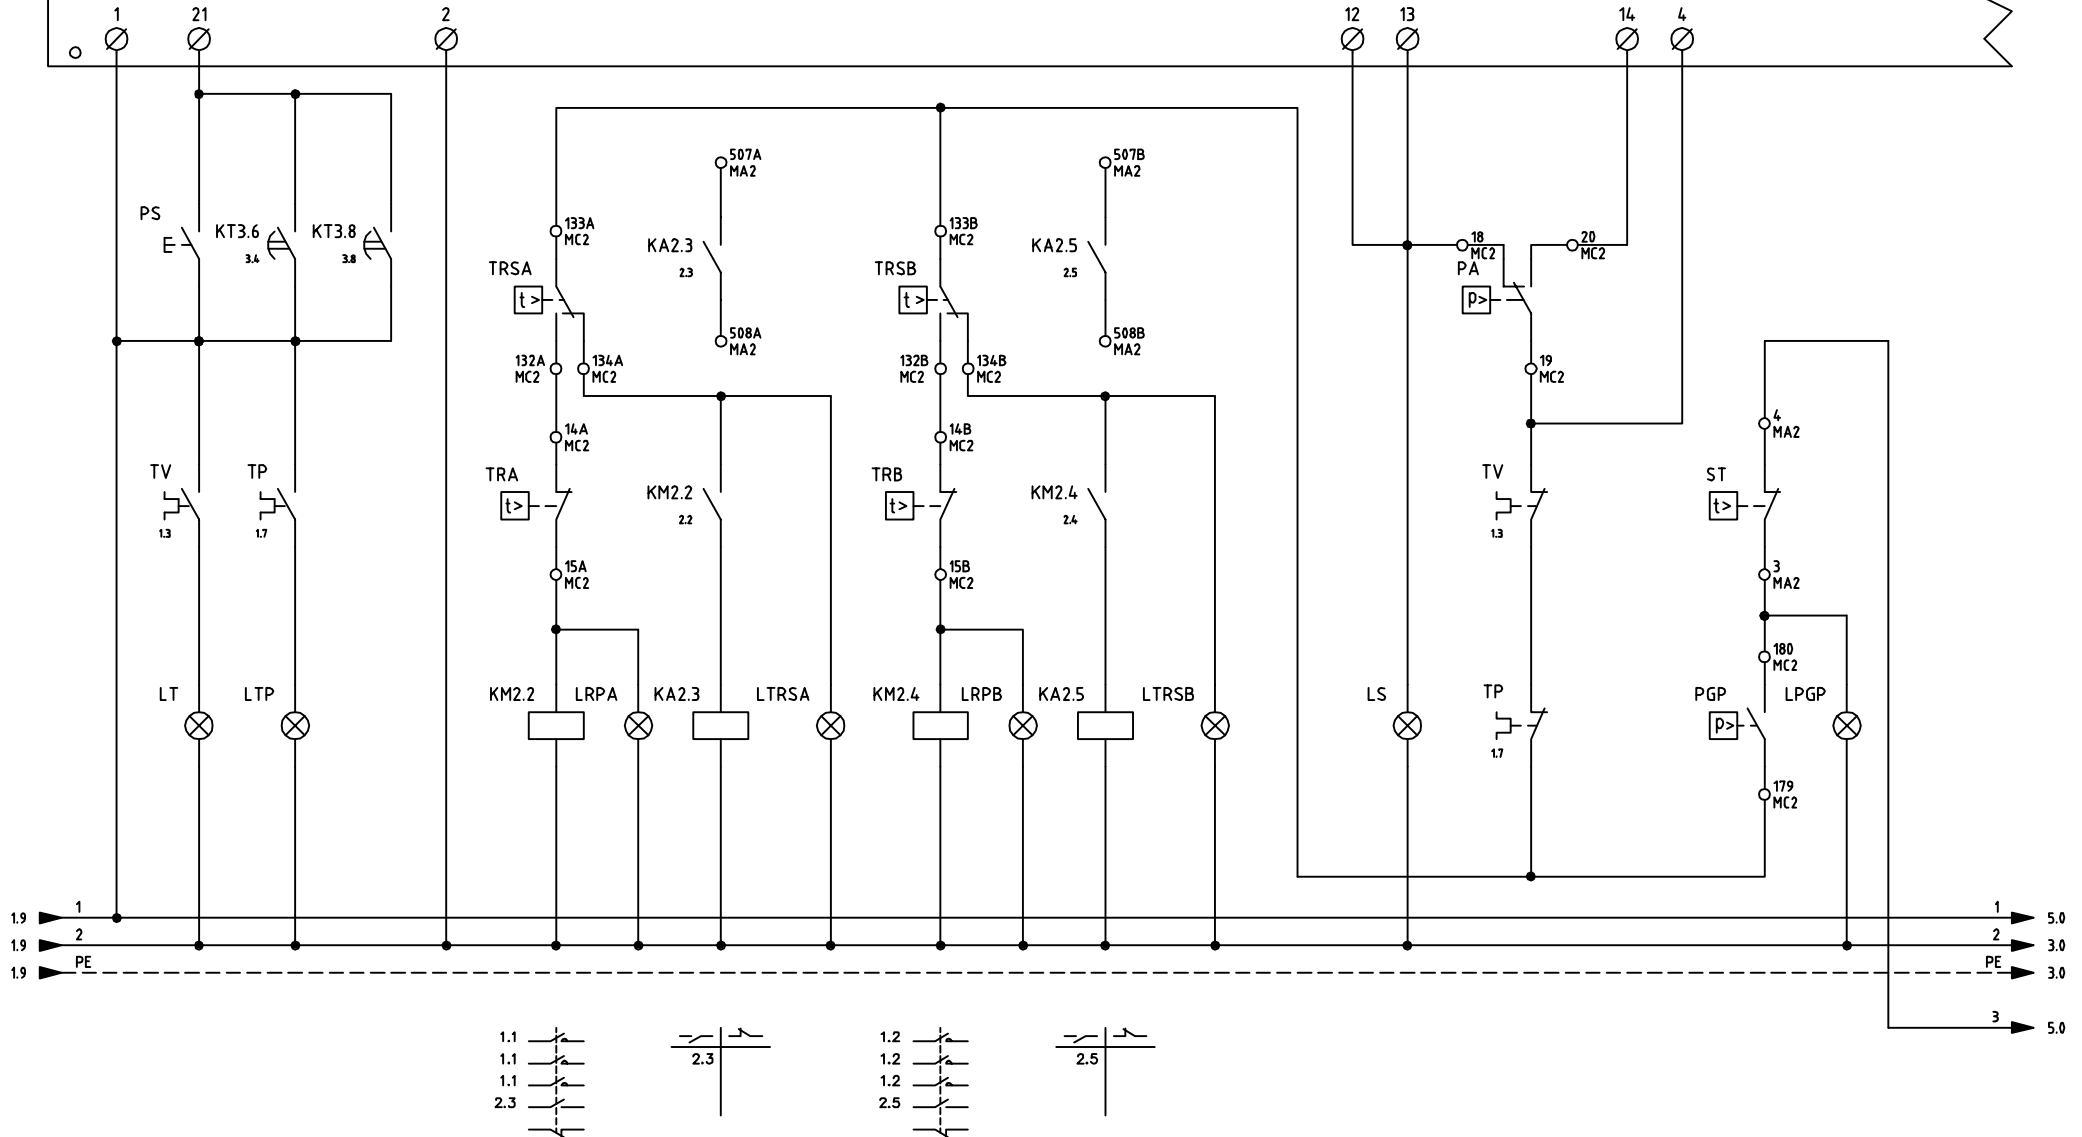 1 21 2 12 13 14 4
507A
MA2
507B
MA2
PS
KT3.6
3.4
KT3.8
3.8
133A
MC2
KA2.3
2.3
133B
MC2
KA2.5
2.5
18
MC2
20
MC2
PA
P>
TRSA
t>
TRSB
t>
508A
MA2
508B
MA2
132A
MC2
134A
MC2
132B
MC2
134B
MC2
19
MC2
14A
MC2
14B
MC2
4
MA2
TV
1.3
TP
1.7
TRA
t>
KM2.2
2.2
TRB
t>
KM2.4
2.4
TV
1.3
ST
t>
15A
MC2
15B
MC2
3
MA2
180
MC2
LT LTP KM2.2 LRPA KA2.3 LTRSA KM2.4 LRPB KA2.5 LTRSB LS TP PGP LPGP
1.7
P>
179
MC2
1.9 1 1 5.0
1.9 2 2 3.0
1.9 PE PE 3.0
3 5.0
1.1
1.1
1.1
2.3
2.3
1.2
1.2
1.2
2.5
2.5